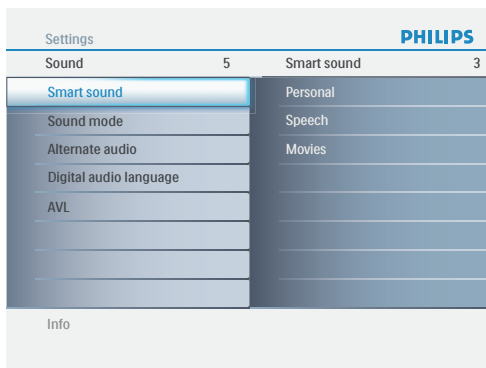 Settings PHILIPS
Sound 5 Smart sound 3
Smart sound Personal
Sound mode Speech
Alternate audio Movies
Digital audio language
AVL
Info